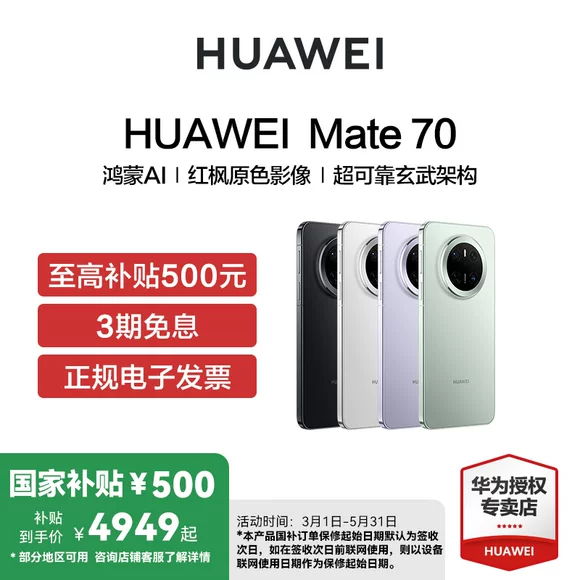 HUAWEI
HUAWEI Mate 70
鸿蒙AI | 红枫原色影像 | 超可靠玄武架构
至高补贴500元
3期免息
正规电子发票
HUAWEI
HUAWEI
HUAWEI
HUAWEI
国家补贴¥500
补贴
到手价 ¥4949起
*部分地区可用 咨询店铺客服了解详情
活动时间：3月1日-5月31日
*本产品国补订单保修起始日期默认为签收
次日，如在签收次日前联网使用，则以设备
联网使用日期作为保修起始日期。
华为授权
专卖店
★★★★★
HUAWEI